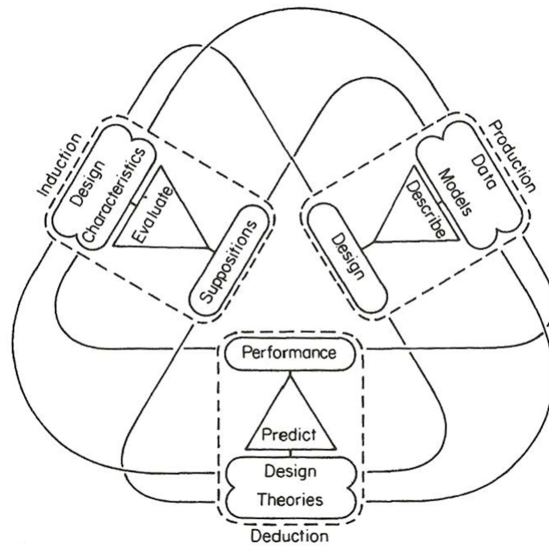 Induction
Design
Characteristics
Evaluate
Suppositions
Production
Data
Models
Describe
Design
Performance
Predict
Design
Theories
Deduction